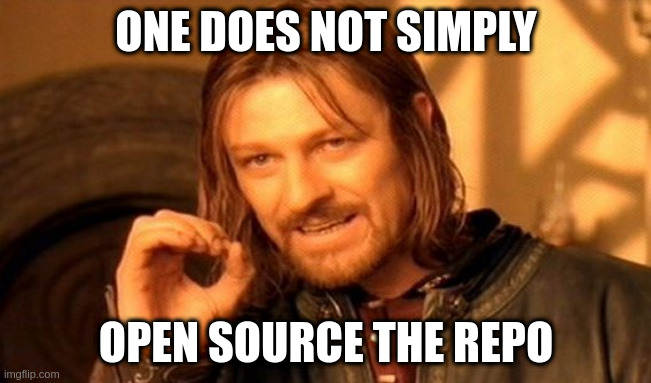 ONE DOES NOT SIMPLY
OPEN SOURCE THE REPO
imgflip.com